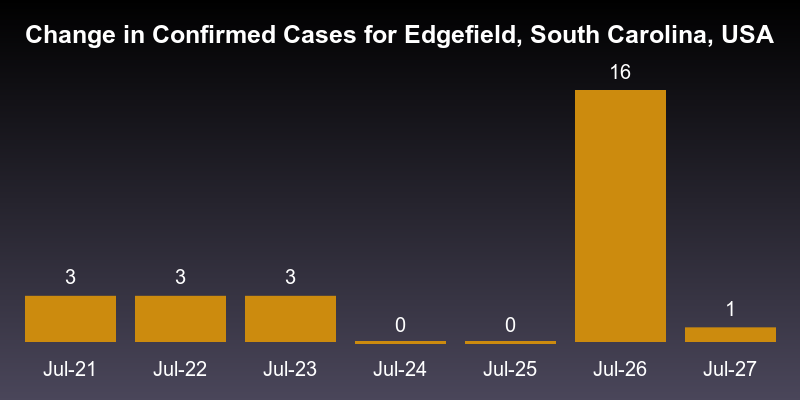 Change in Confirmed Cases for Edgefield, South Carolina, USA
16
3 3 3 0 0 1
Jul-21 Jul-22 Jul-23 Jul-24 Jul-25 Jul-26 Jul-27